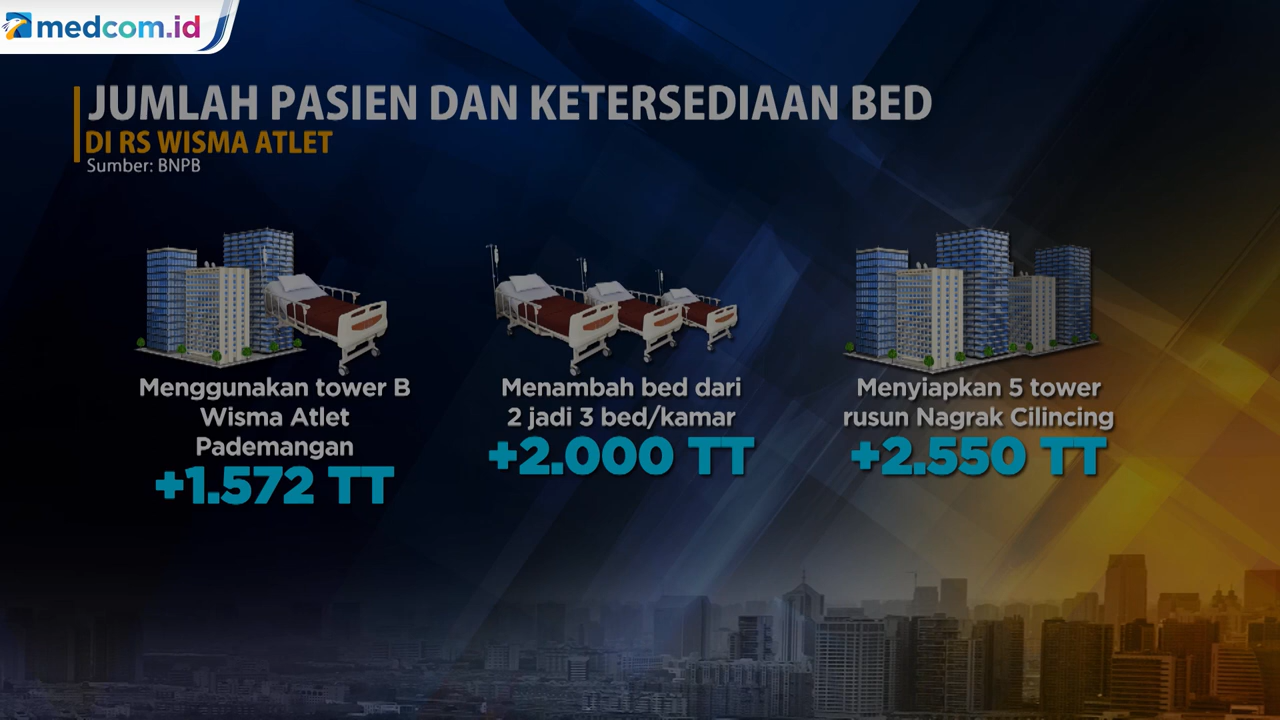 medcom.id
JUMLAH PASIEN DAN KETERSEDIAAN BED
DI RS WISMA ATLET
Sumber: BNPB
Menggunakan tower B
Wisma Atlet
Pademangan
+1.572 TT
Menambah bed dari
2 jadi 3 bed/kamar
+2.000 TT
Menyiapkan 5 tower
rusun Nagrak Cilincing
+2.550 TT